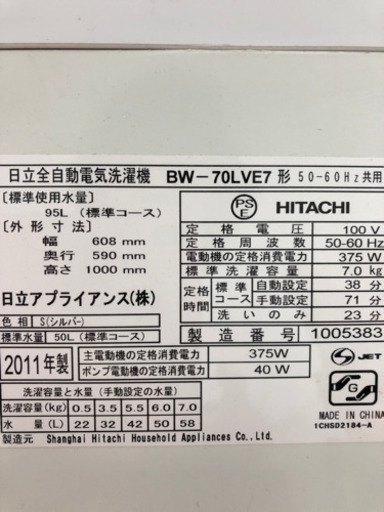 日立全自動電気洗濯機 BW-70LVE7 形 50-60Hz共用
〔標準使用水量〕
95L (標準コース)
〔外形寸法〕
幅 608 mm
奥行 590 mm
高さ 1000 mm
日立アプライアンス(株)
色相 S(シルバー)
標準水量 50L(標準コース)
PSE HITACHI
定格電圧 100 V
定格周波数 50-60 Hz
電動機の定格消費電力 375 W
標準洗濯容量 7.0kg
定格時間 標準コース 自動設定 38 分
手動設定 71 分
洗いのみ 23 分
製造番号 1005383
2011年製
主電動機の定格消費電力 375W
ポンプ電動機の定格消費電力 40 W
S JET
洗濯容量と水量 (手動設定の水量)
洗濯容量(kg) 0.5 3.5 5.5 6.0 7.0
水量(L) 22 32 42 50 58
G
MADE IN CHINA
1CHSD2184-A
製造元 Shanghai Hitachi Household Appliances Co., Ltd.